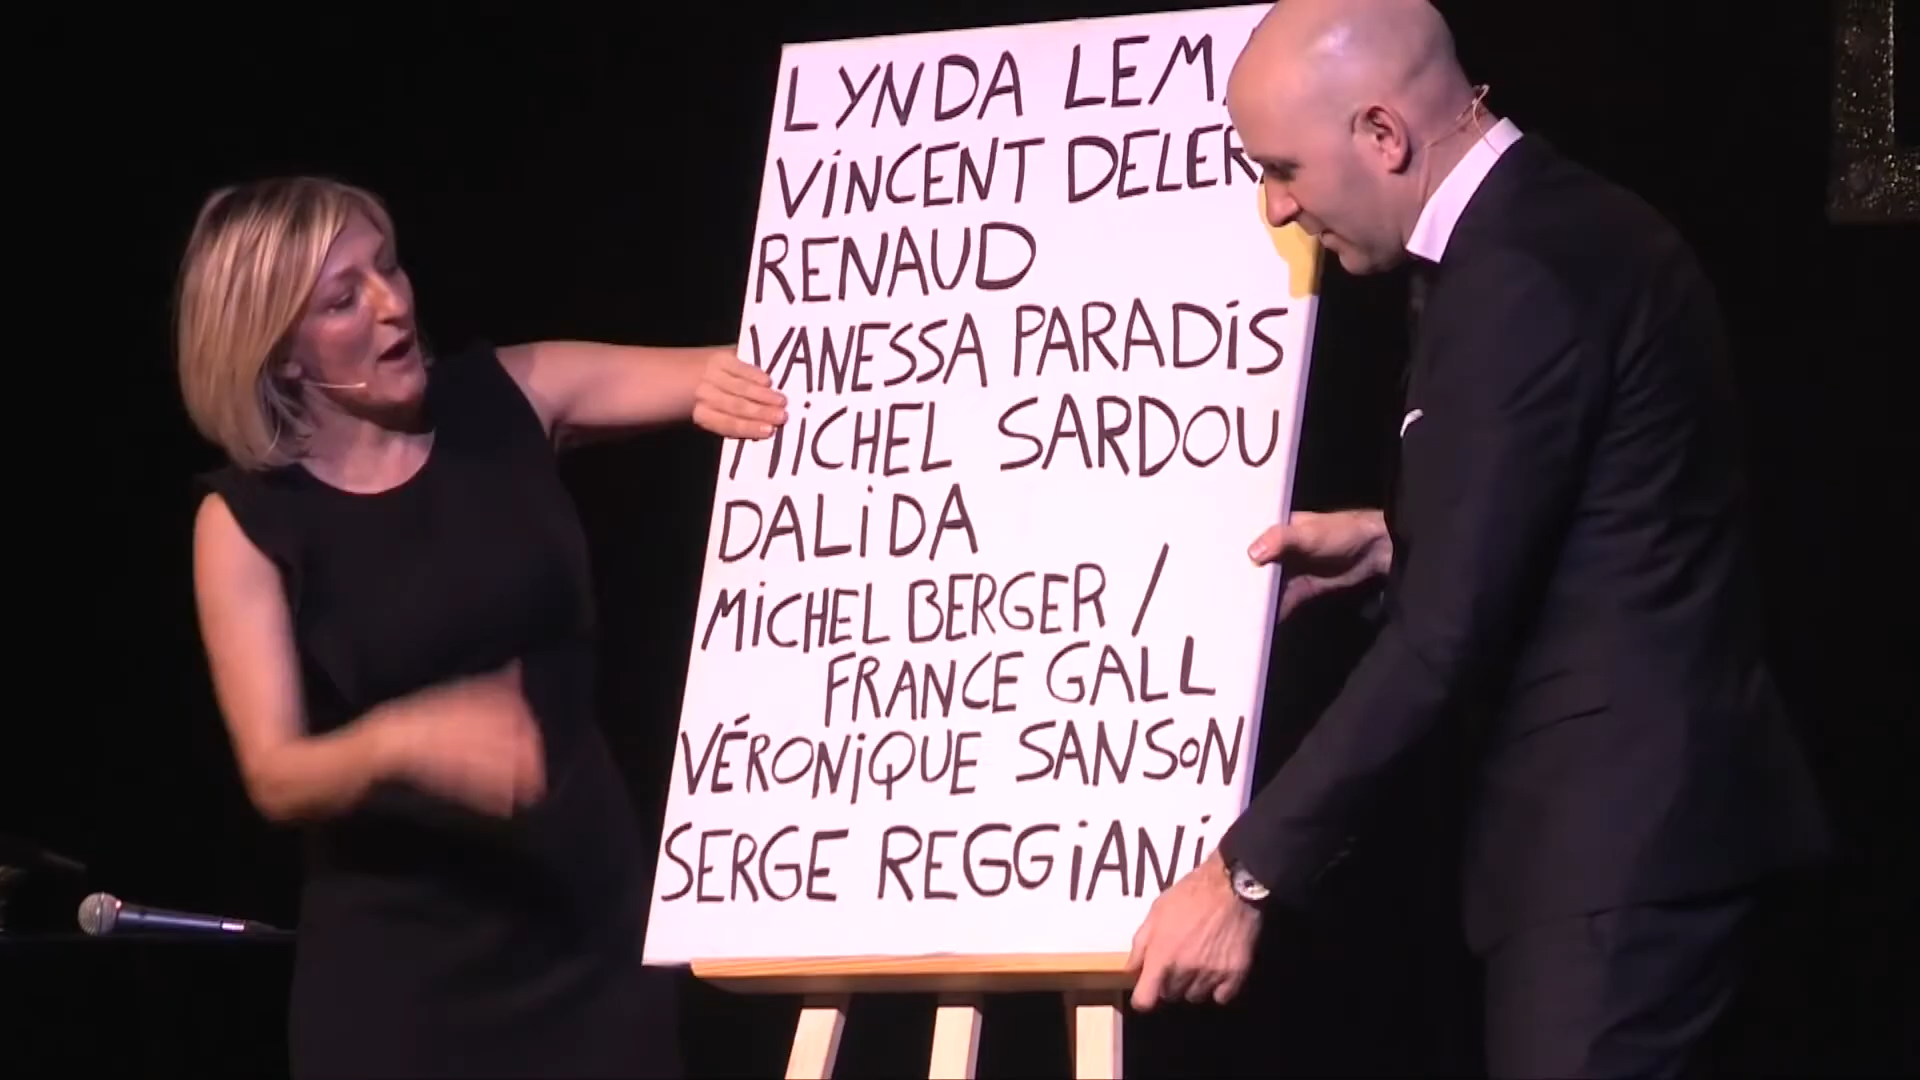 LYNDA LEM
VINCENT DELER
RENAUD
VANESSA PARADIS
MICHEL SARDOU
DALIDA
MICHEL BERGER /
FRANCE GALL
VÉRONIQUE SANSON
SERGE REGGIANI